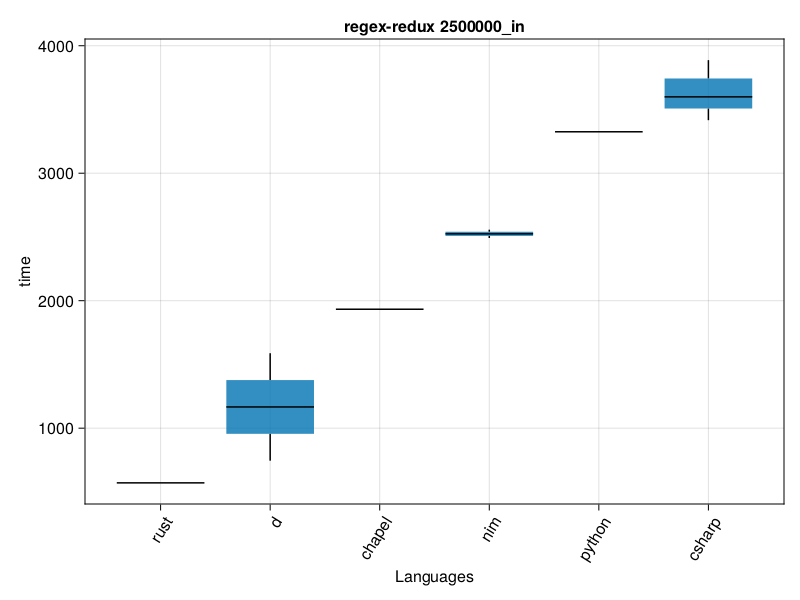 regex-redux 2500000_in
4000
3000
2000
1000
time
rust
d
chapel
nim
python
csharp
Languages